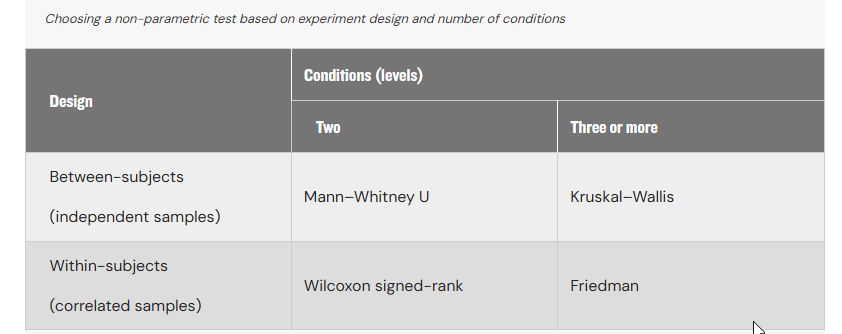 Choosing a non-parametric test based on experiment design and number of conditions
Design
Conditions (levels)
Two
Three or more
Between-subjects
(independent samples)
Mann–Whitney U
Kruskal–Wallis
Within-subjects
(correlated samples)
Wilcoxon signed-rank
Friedman